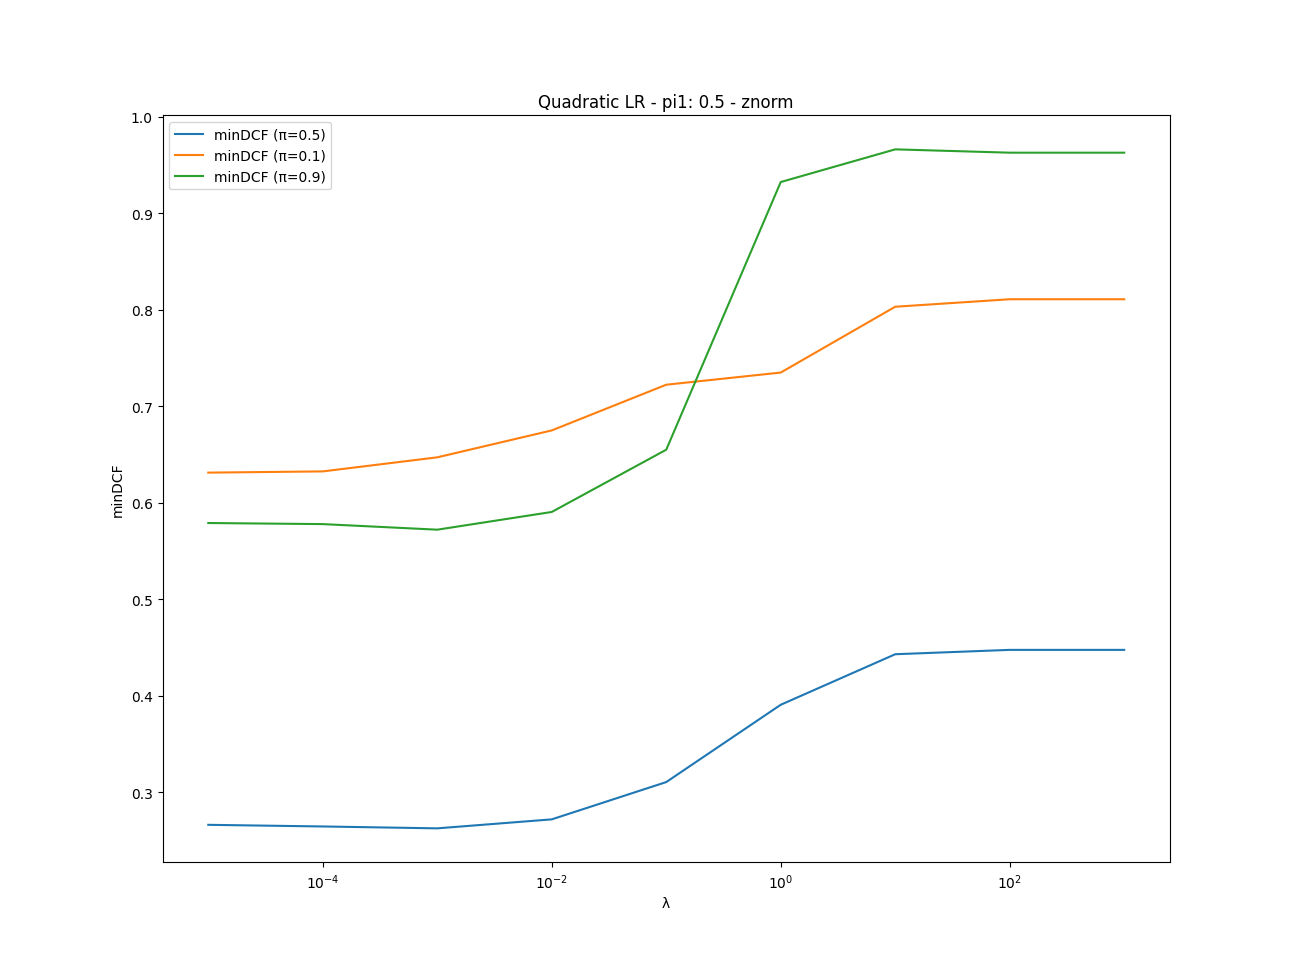 Quadratic LR - pi1: 0.5 - znorm
minDCF (π=0.5)
minDCF (π=0.1)
minDCF (π=0.9)
1.0
0.9
0.8
0.7
0.6
0.5
0.4
0.3
minDCF
10⁻⁴
10⁻²
10⁰
10²
λ